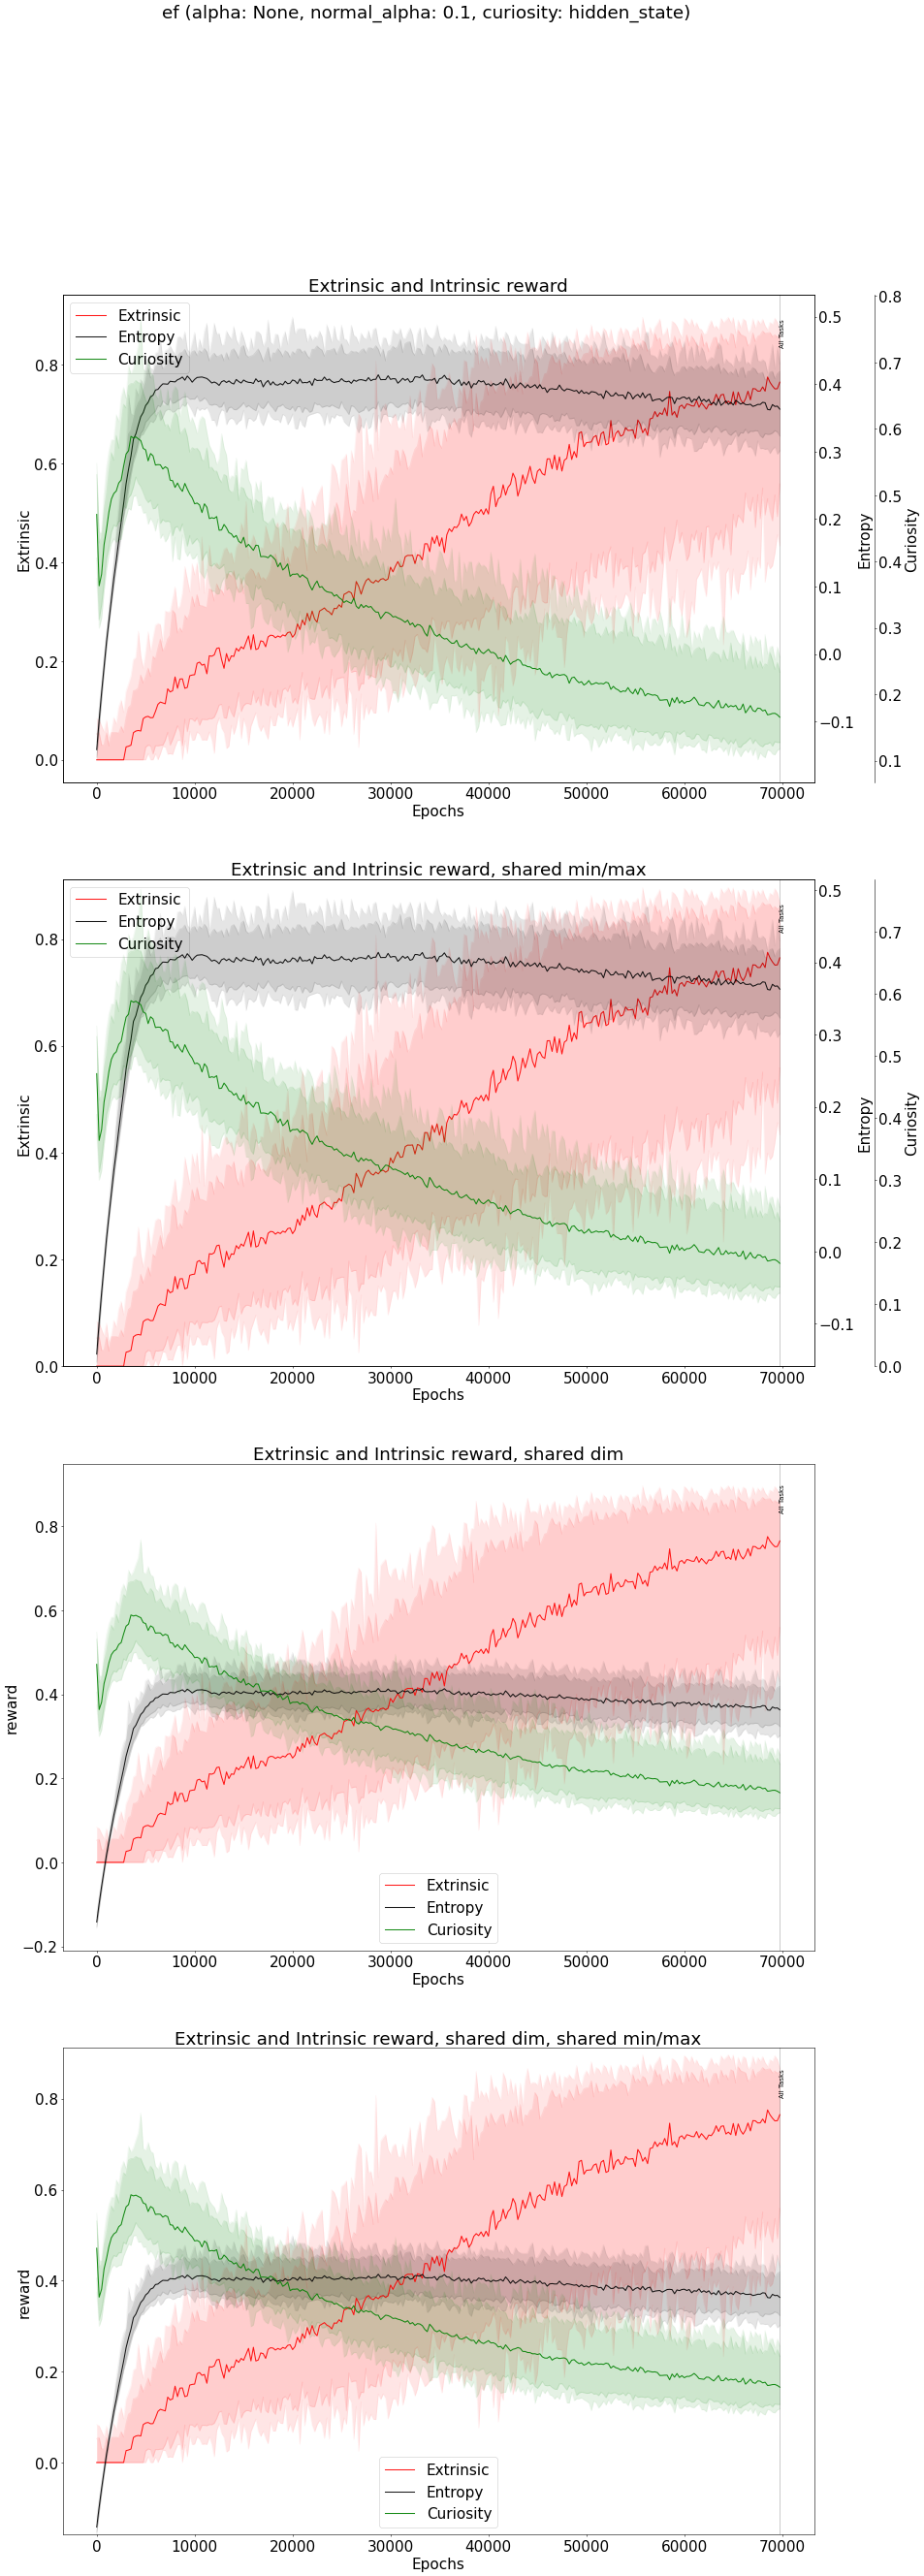 ef (alpha: None, normal_alpha: 0.1, curiosity: hidden_state)
Extrinsic and Intrinsic reward
Extrinsic
Entropy
Curiosity
All Tasks
0.8
0.6
0.4
0.2
0.0
Extrinsic
0.5
0.4
0.3
0.2
0.1
0.0
−0.1
Entropy
0.8
0.7
0.6
0.5
0.4
0.3
0.2
0.1
Curiosity
0 10000 20000 30000 40000 50000 60000 70000
Epochs
Extrinsic and Intrinsic reward, shared min/max
Extrinsic
Entropy
Curiosity
All Tasks
0.8
0.6
0.4
0.2
0.0
Extrinsic
0.5
0.4
0.3
0.2
0.1
0.0
−0.1
Entropy
0.7
0.6
0.5
0.4
0.3
0.2
0.1
0.0
Curiosity
0 10000 20000 30000 40000 50000 60000 70000
Epochs
Extrinsic and Intrinsic reward, shared dim
All Tasks
0.8
0.6
0.4
0.2
0.0
−0.2
reward
Extrinsic
Entropy
Curiosity
0 10000 20000 30000 40000 50000 60000 70000
Epochs
Extrinsic and Intrinsic reward, shared dim, shared min/max
All Tasks
0.8
0.6
0.4
0.2
0.0
reward
Extrinsic
Entropy
Curiosity
0 10000 20000 30000 40000 50000 60000 70000
Epochs